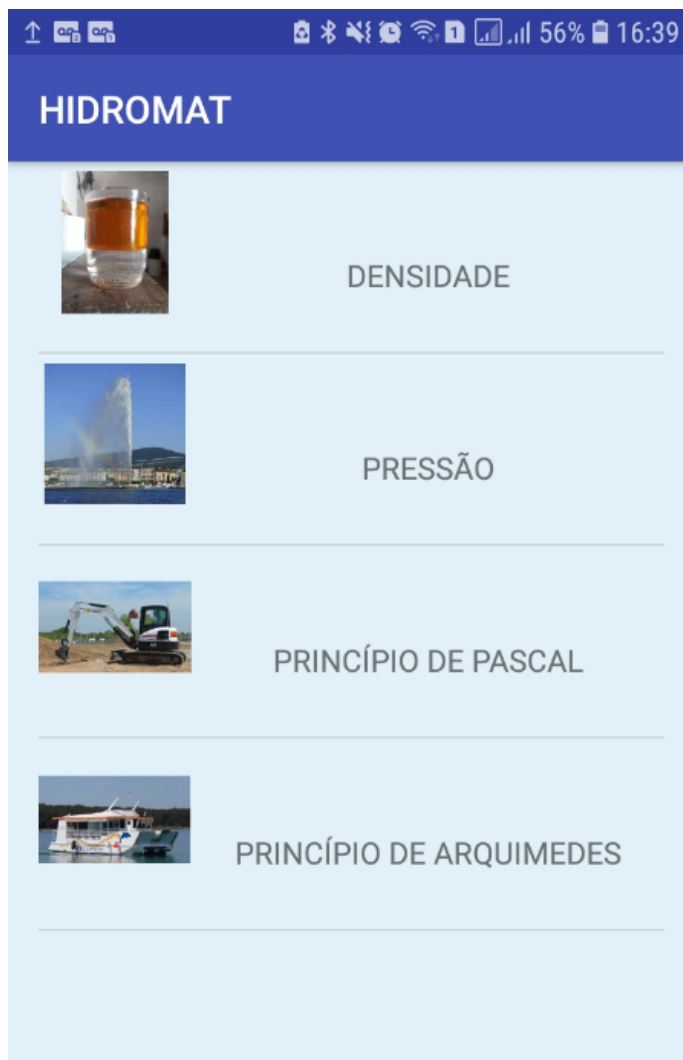 56% 16:39
HIDROMAT
DENSIDADE
PRESSÃO
PRINCÍPIO DE PASCAL
PRINCÍPIO DE ARQUIMEDES